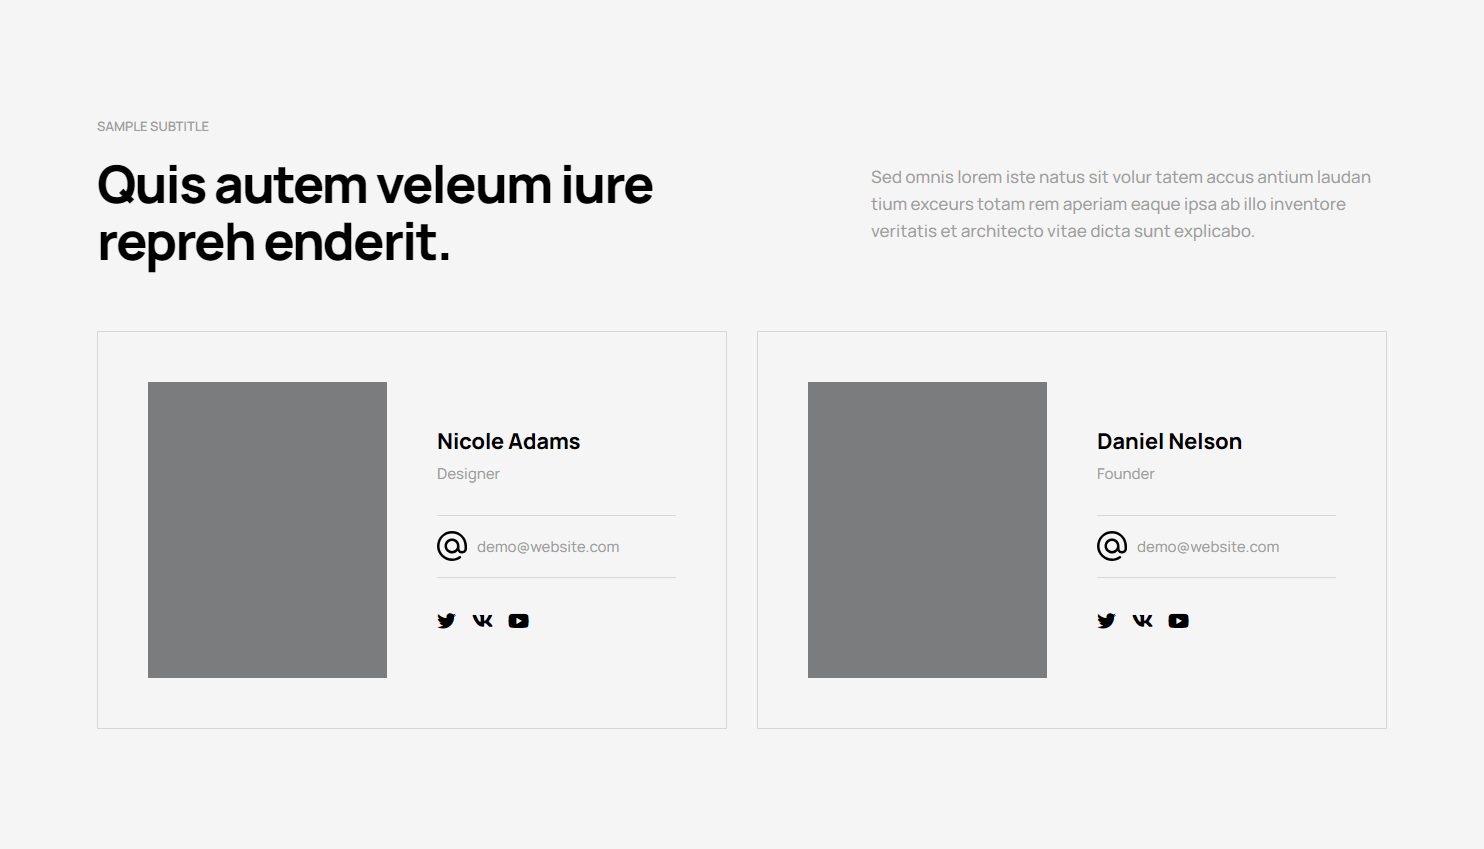 SAMPLE SUBTITLE
Quis autem veleum iure
repreh enderit.
Sed omnis lorem iste natus sit volur tatem accus antium laudan
tium exceurs totam rem aperiam eaque ipsa ab illo inventore
veritatis et architecto vitae dicta sunt explicabo.
Nicole Adams
Designer
demo@website.com
Daniel Nelson
Founder
demo@website.com